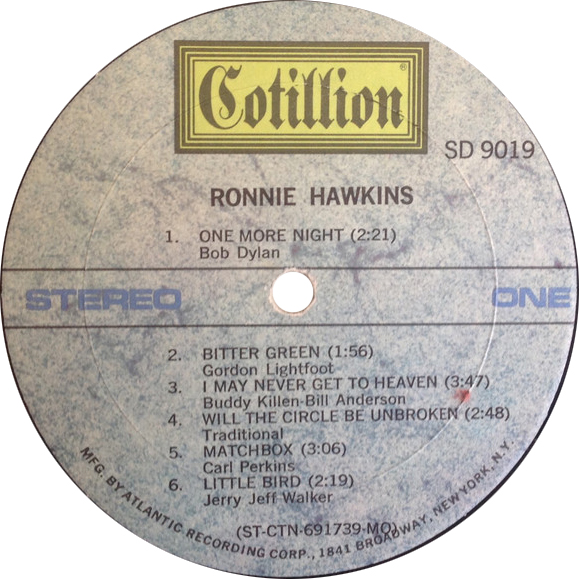 Cotillion®
SD 9019
RONNIE HAWKINS
1. ONE MORE NIGHT (2:21)
Bob Dylan
STEREO ONE
2. BITTER GREEN (1:56)
Gordon Lightfoot
3. I MAY NEVER GET TO HEAVEN (3:47)
Buddy Killen-Bill Anderson
4. WILL THE CIRCLE BE UNBROKEN (2:48)
Traditional
5. MATCHBOX (3:06)
Carl Perkins
6. LITTLE BIRD (2:19)
Jerry Jeff Walker
(ST-CTN-691739-MO)
MFG. BY ATLANTIC RECORDING CORP., 1841 BROADWAY, NEW YORK, N.Y.